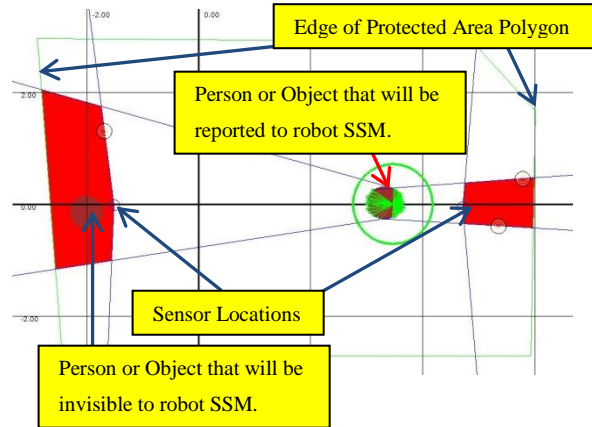 -2.00
0.00
Edge of Protected Area Polygon
Person or Object that will be
reported to robot SSM.
2.00
0.00
Sensor Locations
-2.00
Person or Object that will be
invisible to robot SSM.